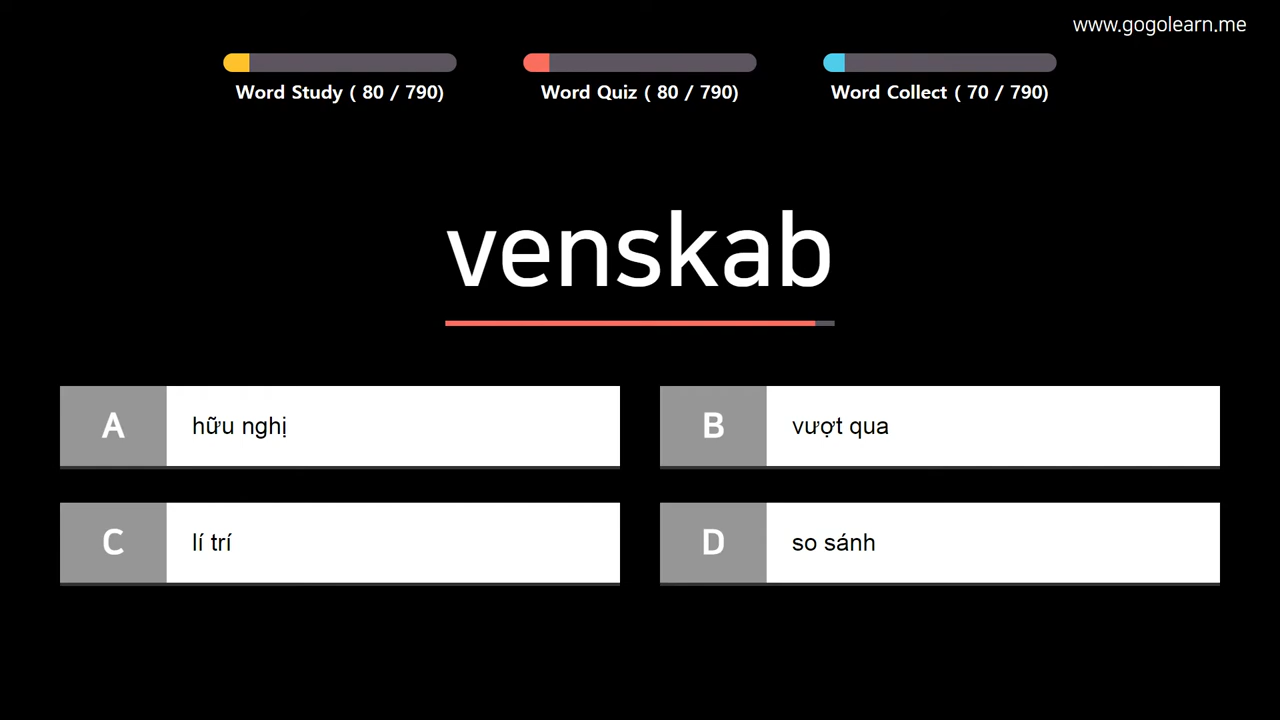 www.gogolearn.me
Word Study ( 80 / 790)
Word Quiz ( 80 / 790)
Word Collect ( 70 / 790)
venskab
A hữu nghị
B vượt qua
C lí trí
D so sánh